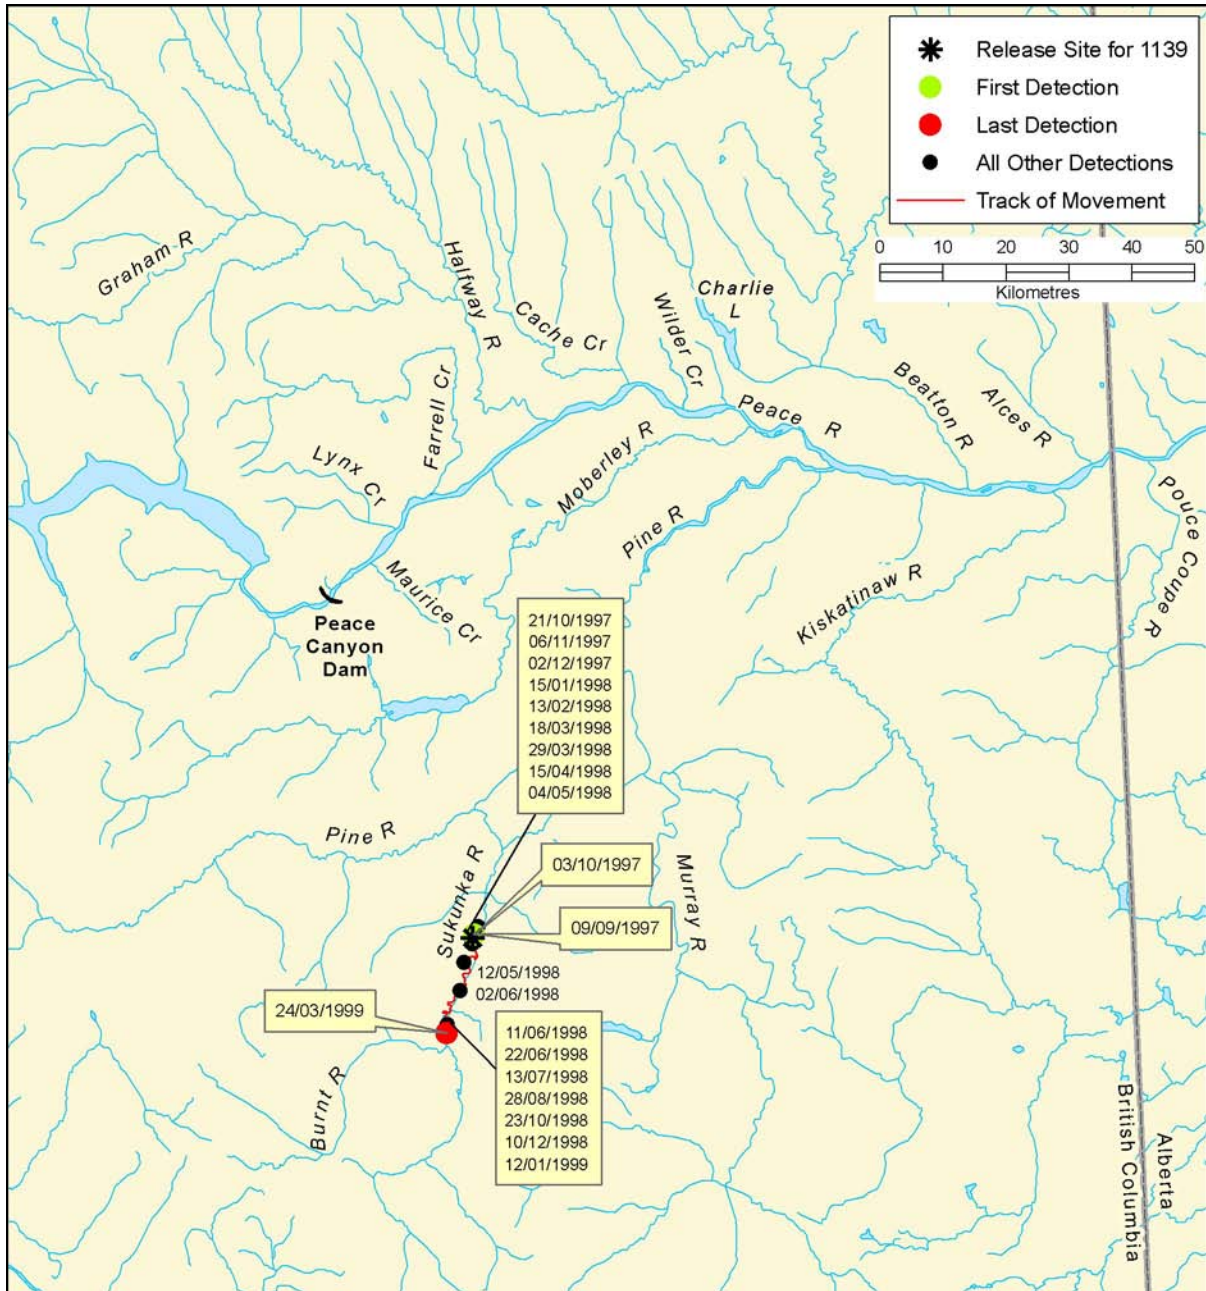 Release Site for 1139
First Detection
Last Detection
All Other Detections
Track of Movement
0 10 20 30 40 50
Kilometres
Graham R
Halfway R
Cache Cr
Wilder Cr
Charlie
L
Farrell Cr
Lynx Cr
Moberley R
Peace R
Beatton R
Alces R
Pine R
Pouce Coupe R
Kiskatinaw R
Maurice Cr
Peace
Canyon
Dam
21/10/1997
06/11/1997
02/12/1997
15/01/1998
13/02/1998
18/03/1998
29/03/1998
15/04/1998
04/05/1998
Pine R
Sukunka R
03/10/1997
Murray R
09/09/1997
12/05/1998
02/06/1998
24/03/1999
11/06/1998
22/06/1998
13/07/1998
28/08/1998
23/10/1998
10/12/1998
12/01/1999
Burnt R
British Columbia
Alberta